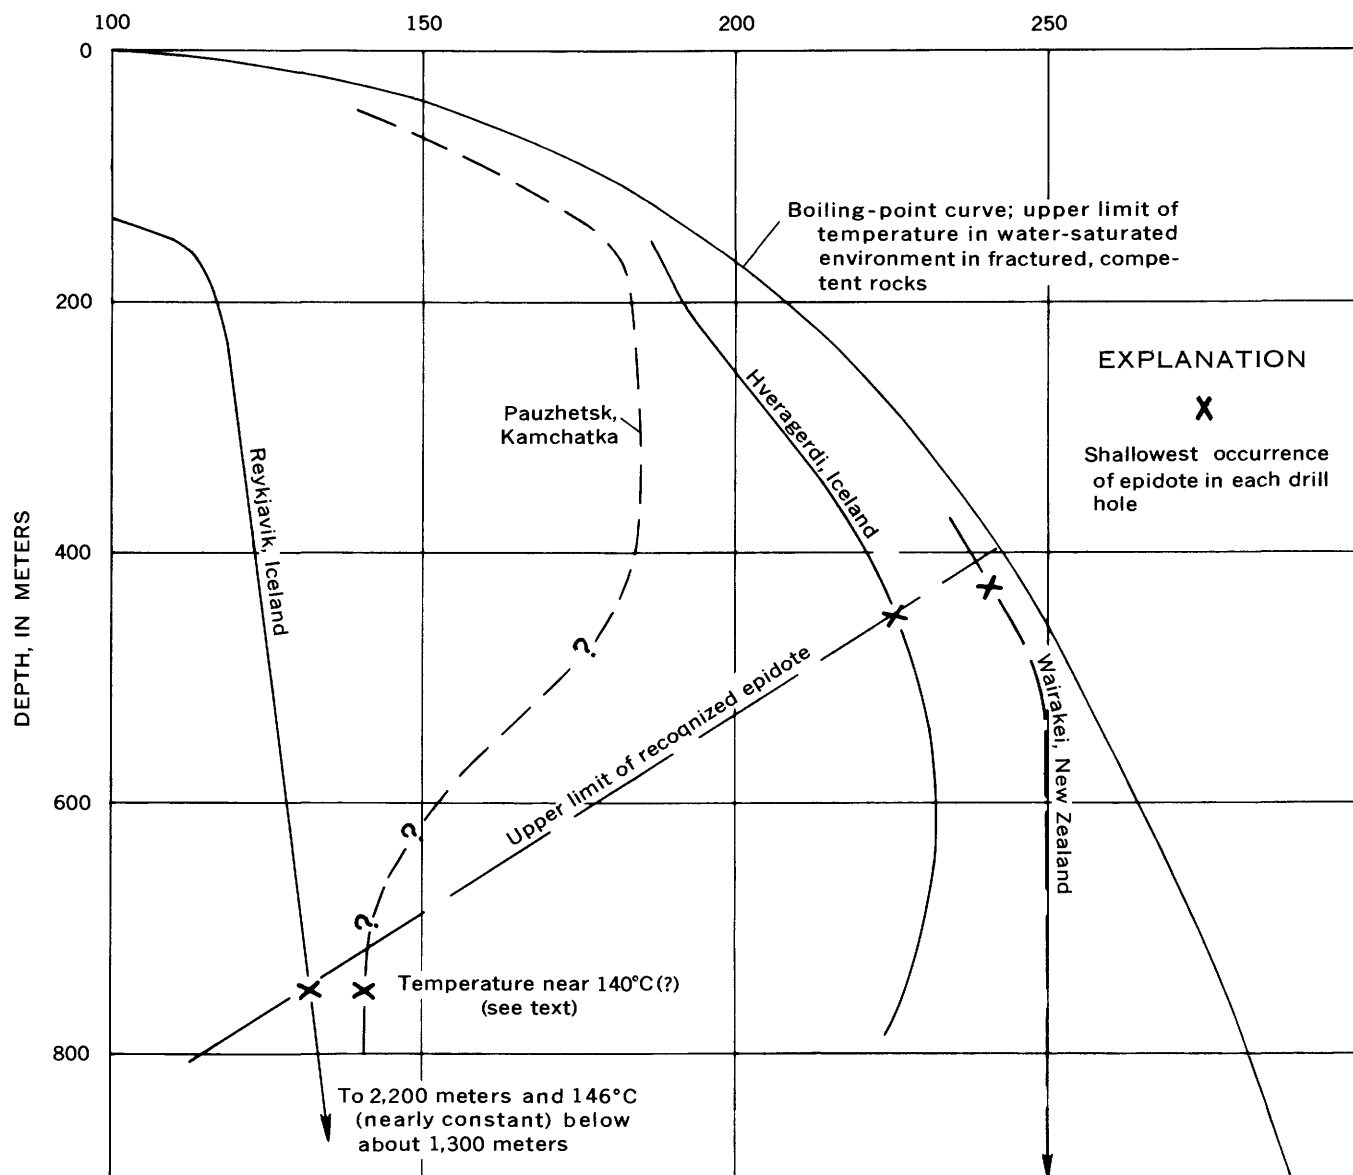 100 150 200 250
0
200
400
600
800
DEPTH, IN METERS
Boiling-point curve; upper limit of
temperature in water-saturated
environment in fractured, compe-
tent rocks
EXPLANATION
x
Shallowest occurrence
of epidote in each drill
hole
Pauzhetsk,
Kamchatka
Hveragerdi, Iceland
Reykjavik, Iceland
?
Upper limit of recoqnized epidote
Wairakei, New Zealand
?
?
Temperature near 140°C(?)
(see text)
To 2,200 meters and 146°C
(nearly constant) below
about 1,300 meters